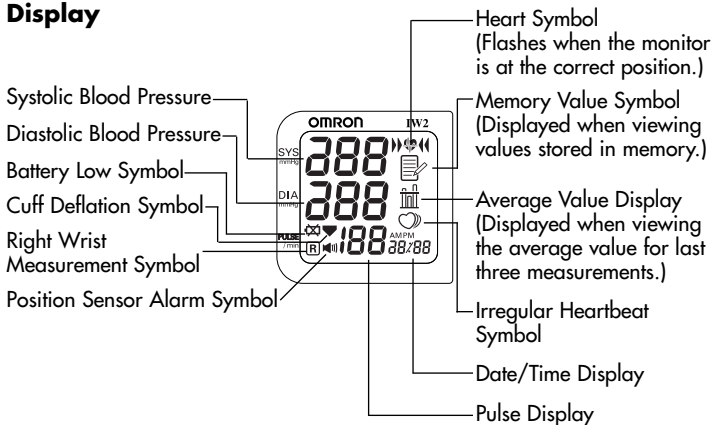 Display
Systolic Blood Pressure
Diastolic Blood Pressure
Battery Low Symbol
Cuff Deflation Symbol
Right Wrist
Measurement Symbol
Position Sensor Alarm Symbol
OMRON IW2
SYS
mmHg
288
DIA
mmHg
288
PULSE
/min
R
188
AM PM
38/88
Heart Symbol
(Flashes when the monitor
is at the correct position.)
Memory Value Symbol
(Displayed when viewing
values stored in memory.)
Average Value Display
(Displayed when viewing
the average value for last
three measurements.)
Irregular Heartbeat
Symbol
Date/Time Display
Pulse Display